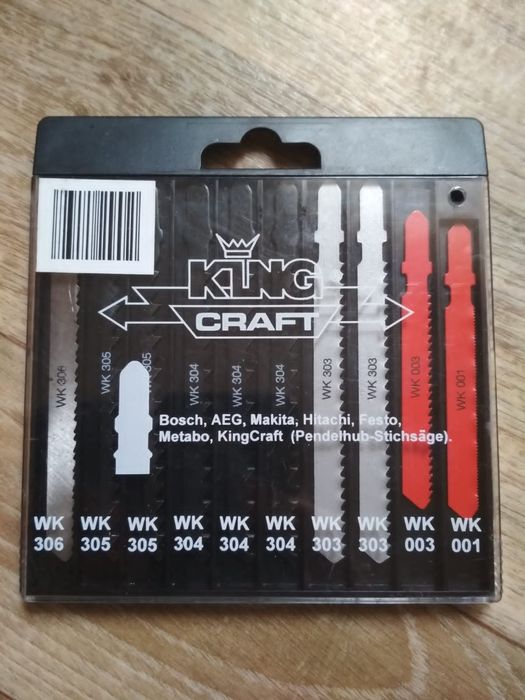 KING
CRAFT
WK 306
WK 305
WK 305
WK 304
WK 304
WK 304
WK 303
WK 303
WK 003
WK 001
Bosch, AEG, Makita, Hitachi, Festo,
Metabo, KingCraft (Pendelhub-Stichsäge).
WK WK WK WK WK WK WK WK WK WK
306 305 305 304 304 304 303 303 003 001